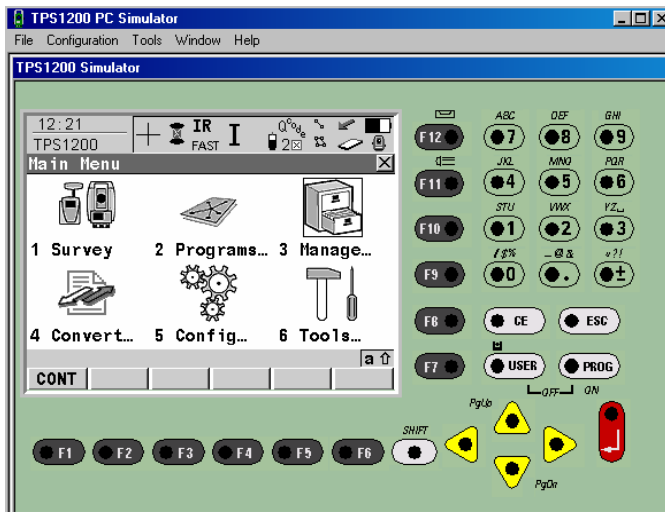 TPS1200 PC Simulator
File Configuration Tools Window Help
TPS1200 Simulator
12:21
TPS1200
IR
FAST
I
Qcode
2
Main Menu
1 Survey 2 Programs… 3 Manage…
4 Convert… 5 Config… 6 Tools…
a
CONT
F12 F11 F10 F9 F8 F7
ABC DEF GHI
7 8 9
JKL MNO PQR
4 5 6
STU VWX YZ
1 2 3
/$% _@& *?!
0 . ±
CE ESC
USER PROG
OFF ON
PgUp
SHIFT
F1 F2 F3 F4 F5 F6
PgDn